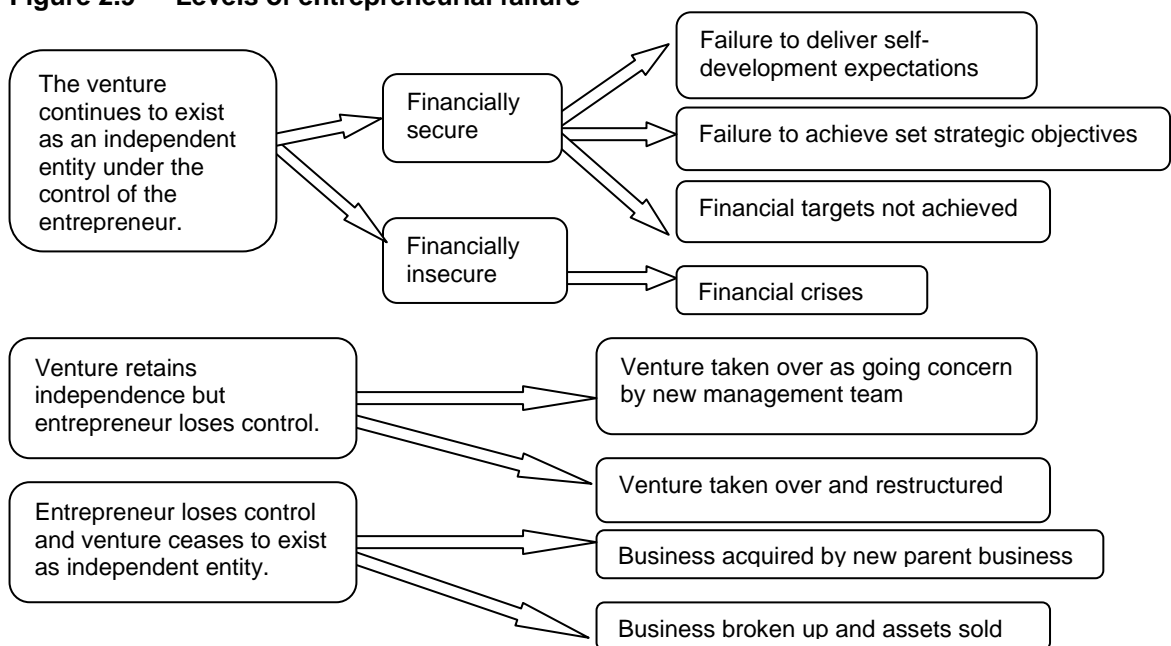 Figure 2.9 Levels of entrepreneurial failure
The venture
continues to exist
as an independent
entity under the
control of the
entrepreneur.
Financially
secure
Financially
insecure
Failure to deliver self-
development expectations
Failure to achieve set strategic objectives
Financial targets not achieved
Financial crises
Venture retains
independence but
entrepreneur loses control.
Venture taken over as going concern
by new management team
Venture taken over and restructured
Entrepreneur loses control
and venture ceases to exist
as independent entity.
Business acquired by new parent business
Business broken up and assets sold